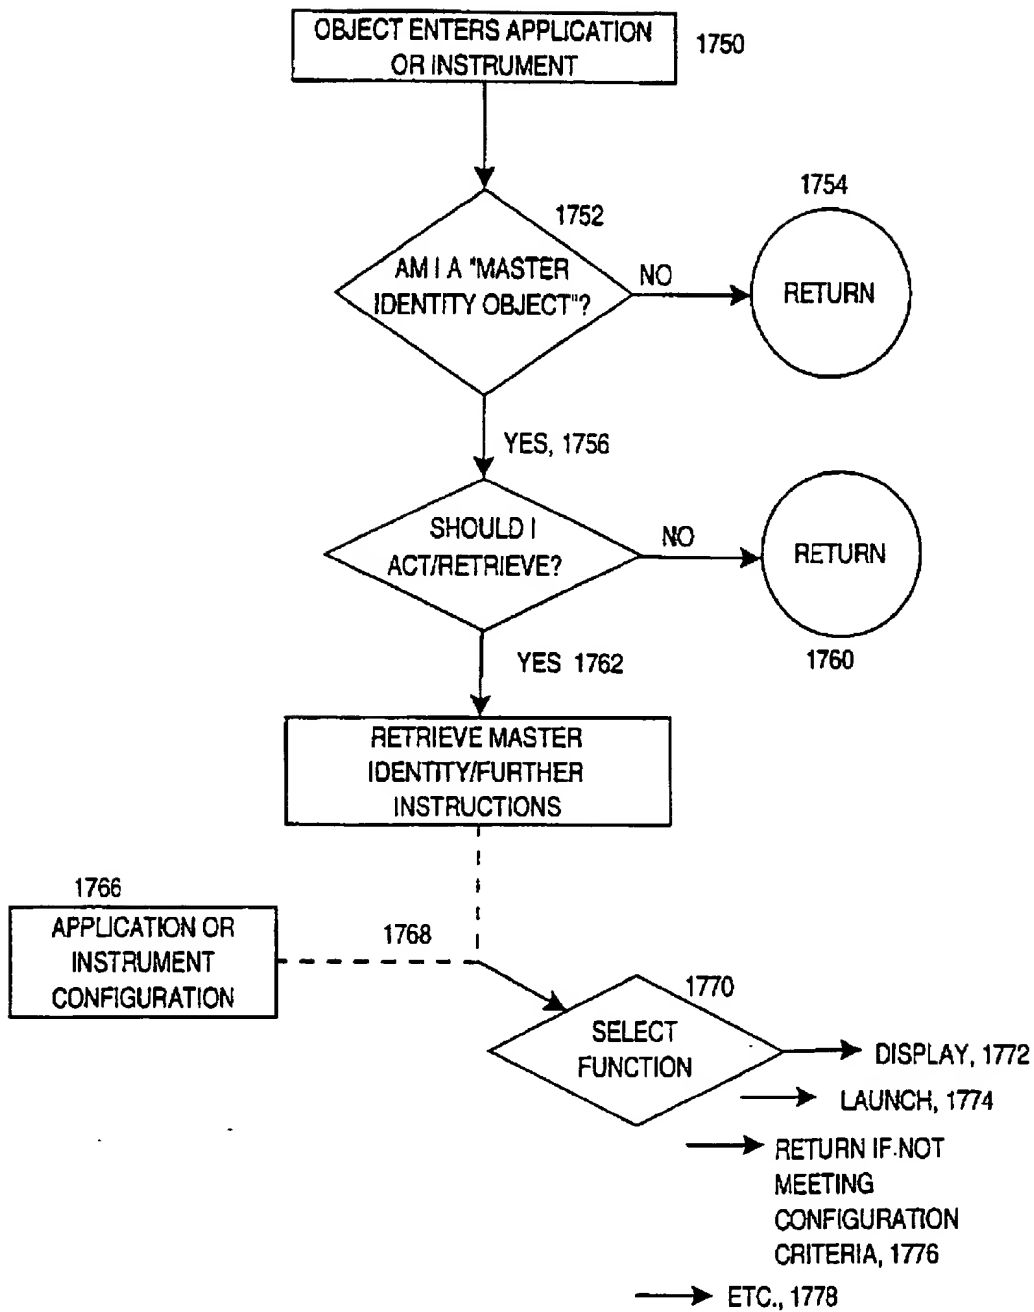 OBJECT ENTERS APPLICATION
OR INSTRUMENT
1750
1752
AM I A "MASTER
IDENTITY OBJECT"?
NO
1754
RETURN
YES, 1756
SHOULD I
ACT/RETRIEVE?
NO
RETURN
1760
YES 1762
RETRIEVE MASTER
IDENTITY/FURTHER
INSTRUCTIONS
1766
APPLICATION OR
INSTRUMENT
CONFIGURATION
1768
1770
SELECT
FUNCTION
DISPLAY, 1772
LAUNCH, 1774
RETURN IF NOT
MEETING
CONFIGURATION
CRITERIA, 1776
ETC., 1778